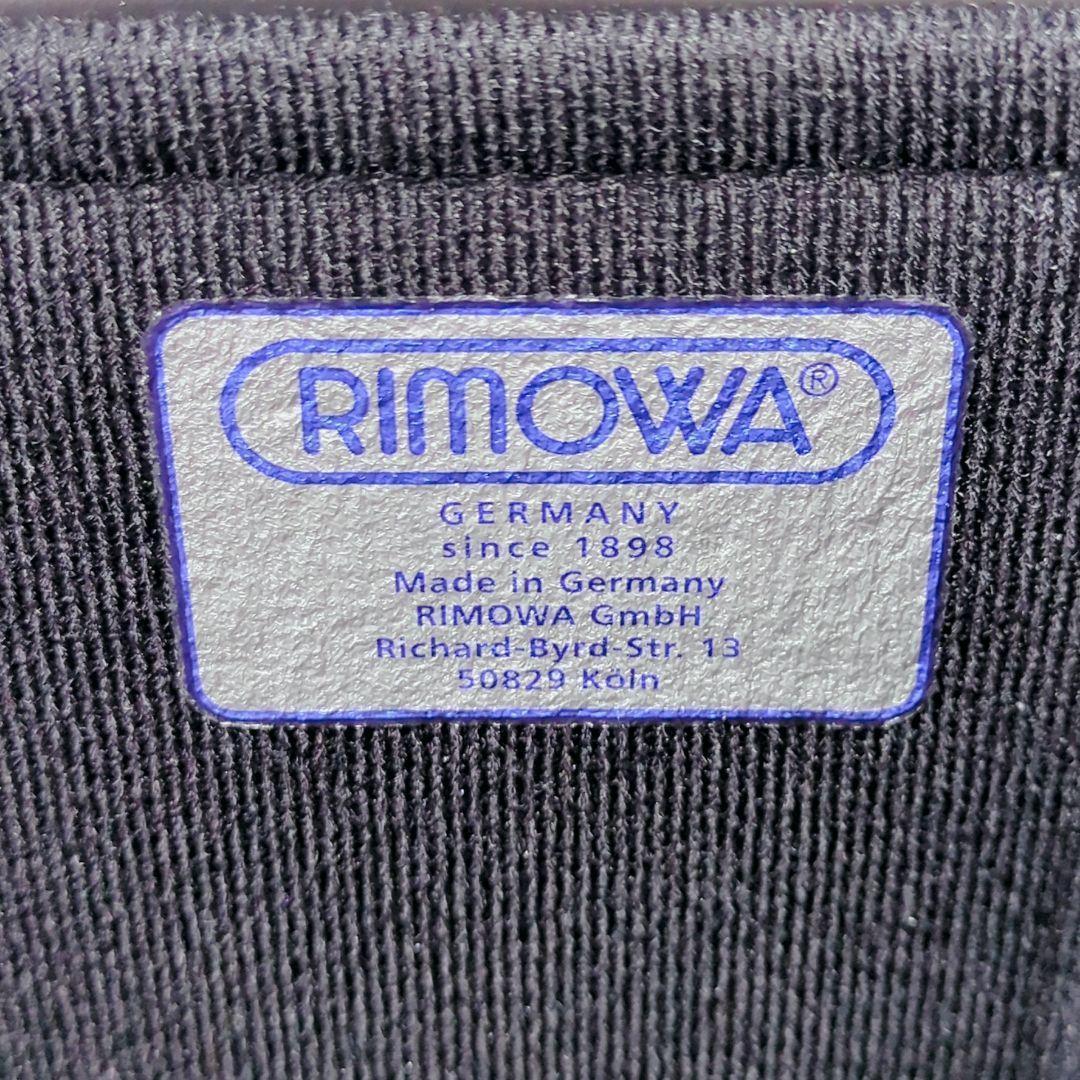 RIMOWA®
GERMANY
since 1898
Made in Germany
RIMOWA GmbH
Richard-Byrd-Str. 13
50829 Köln